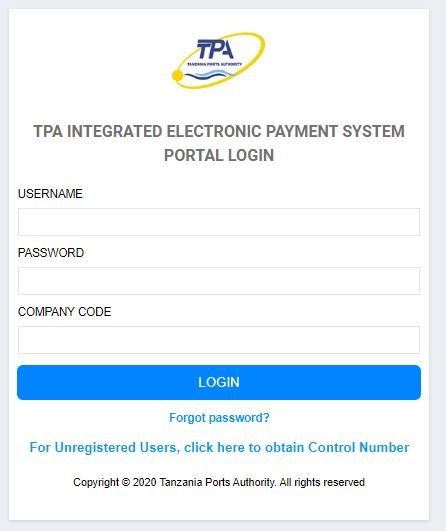 TPA
TANZANIA PORTS AUTHORITY
TPA INTEGRATED ELECTRONIC PAYMENT SYSTEM
PORTAL LOGIN
USERNAME
PASSWORD
COMPANY CODE
LOGIN
Forgot password?
For Unregistered Users, click here to obtain Control Number
Copyright © 2020 Tanzania Ports Authority. All rights reserved